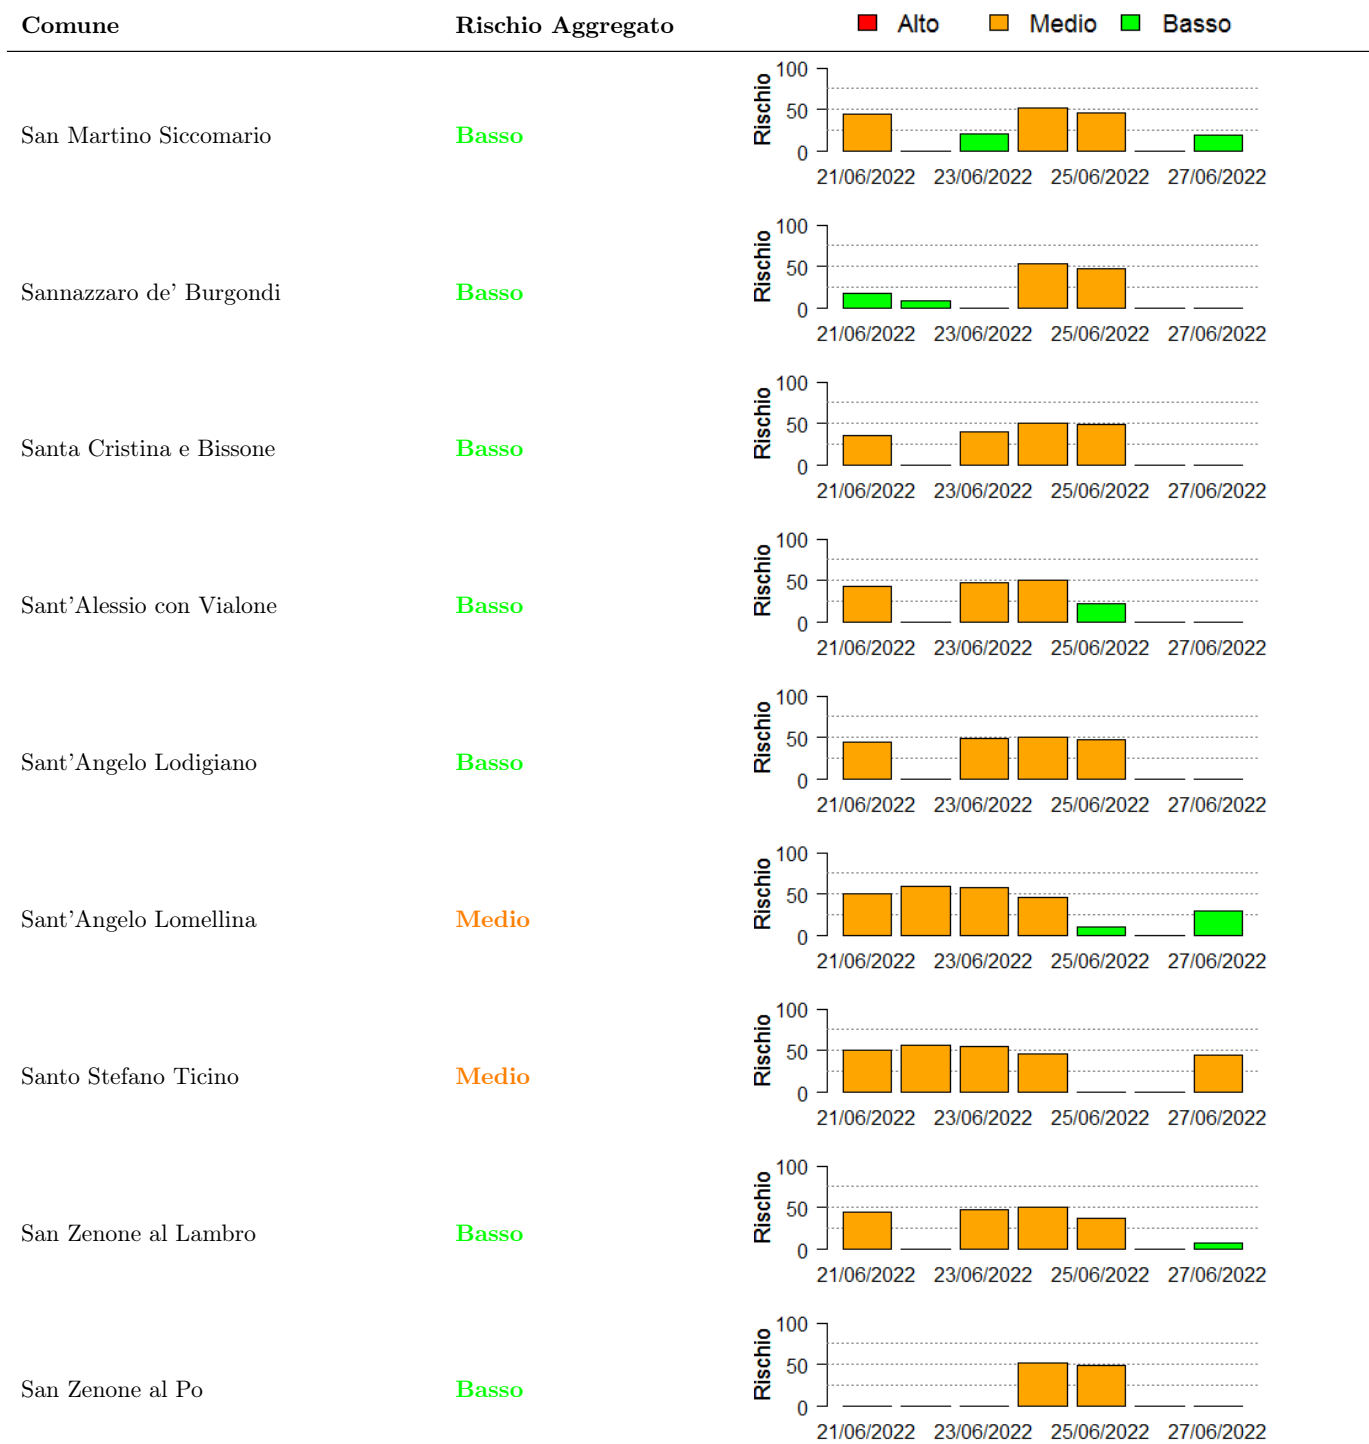 Comune Rischio Aggregato Alto Medio Basso
100
50
0
Rischio
San Martino Siccomario Basso
21/06/2022 23/06/2022 25/06/2022 27/06/2022
100
50
0
Rischio
Sannazzaro de’ Burgondi Basso
21/06/2022 23/06/2022 25/06/2022 27/06/2022
100
50
0
Rischio
Santa Cristina e Bissone Basso
21/06/2022 23/06/2022 25/06/2022 27/06/2022
100
50
0
Rischio
Sant’Alessio con Vialone Basso
21/06/2022 23/06/2022 25/06/2022 27/06/2022
100
50
0
Rischio
Sant’Angelo Lodigiano Basso
21/06/2022 23/06/2022 25/06/2022 27/06/2022
100
50
0
Rischio
Sant’Angelo Lomellina Medio
21/06/2022 23/06/2022 25/06/2022 27/06/2022
100
50
0
Rischio
Santo Stefano Ticino Medio
21/06/2022 23/06/2022 25/06/2022 27/06/2022
100
50
0
Rischio
San Zenone al Lambro Basso
21/06/2022 23/06/2022 25/06/2022 27/06/2022
100
50
0
Rischio
San Zenone al Po Basso
21/06/2022 23/06/2022 25/06/2022 27/06/2022